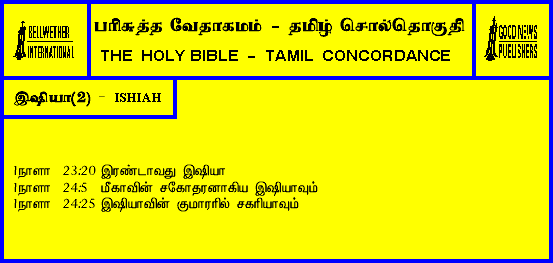 BELLWETHER
INTERNATIONAL
பரிசுத்த வேதாகமம் - தமிழ் சொல்தொகுதி
THE HOLY BIBLE - TAMIL CONCORDANCE
GOOD NEWS
PUBLISHERS
இஷியா(2) - ISHIAH
1நாளா 23:20 இரண்டாவது இஷியா
1நாளா 24:5 மீகாவின் சகோதரனாகிய இஷியாவும்
1நாளா 24:25 இஷியாவின் குமாரரில் சகரியாவும்